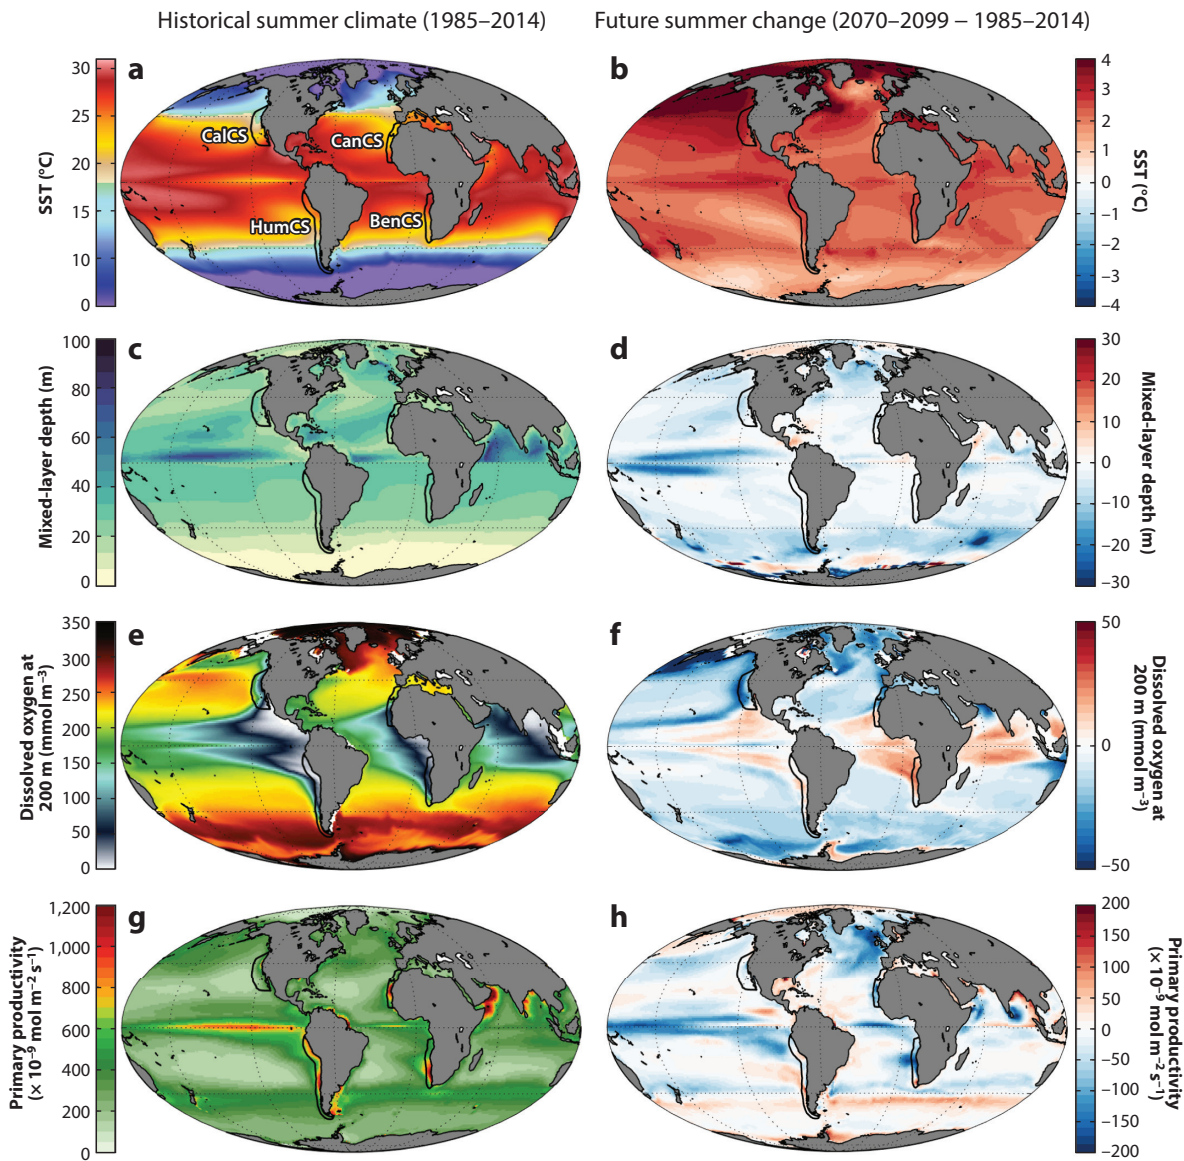 Historical summer climate (1985–2014)
Future summer change (2070–2099 – 1985–2014)
a
SST (°C)
30
25
20
15
10
5
0
CalCS
CanCS
HumCS
BenCS
b
4
3
2
1
0
−1
−2
−3
−4
SST (°C)
c
Mixed-layer depth (m)
100
80
60
40
20
0
d
30
20
10
0
−10
−20
−30
Mixed-layer depth (m)
e
Dissolved oxygen at
200 m (mmol m⁻³)
350
300
250
200
150
100
50
0
f
50
0
−50
Dissolved oxygen at
200 m (mmol m⁻³)
g
Primary productivity
(× 10⁻⁹ mol m⁻² s⁻¹)
1,200
1,000
800
600
400
200
0
h
200
150
100
50
0
−50
−100
−150
−200
Primary productivity
(× 10⁻⁹ mol m⁻² s⁻¹)